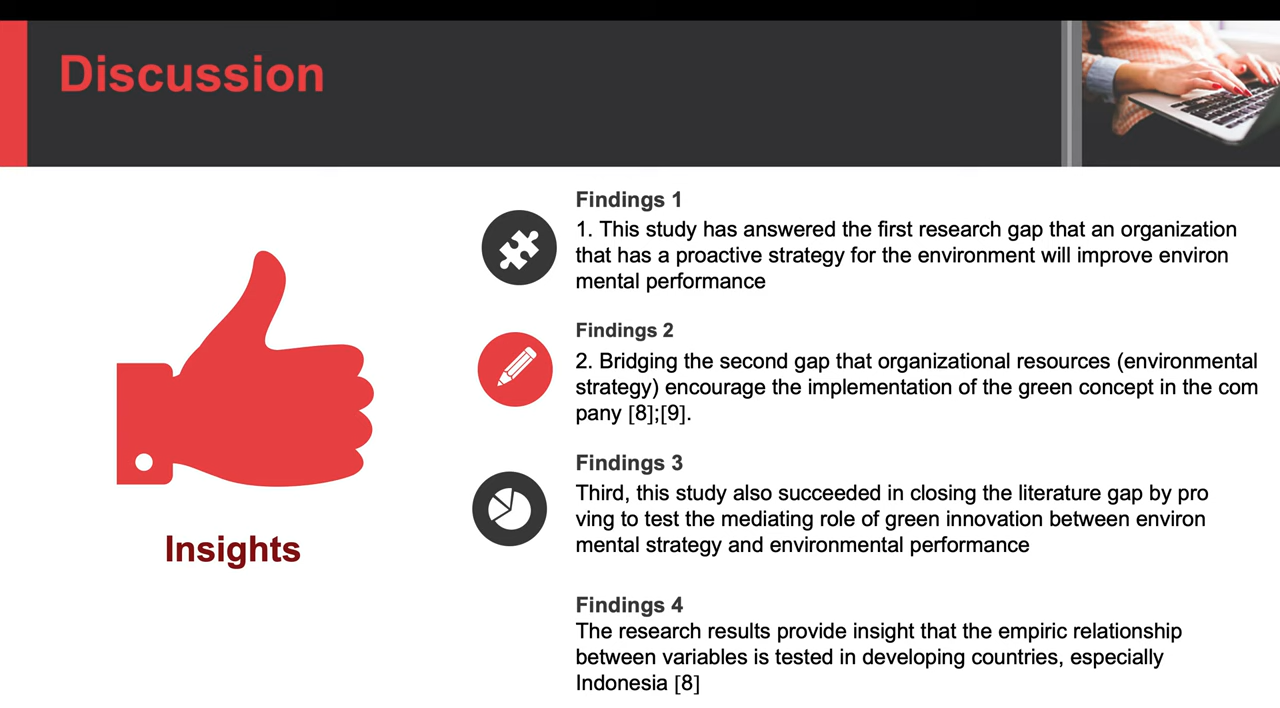 Discussion
Findings 1
1. This study has answered the first research gap that an organization
that has a proactive strategy for the environment will improve environ
mental performance
Findings 2
2. Bridging the second gap that organizational resources (environmental
strategy) encourage the implementation of the green concept in the com
pany [8];[9].
Findings 3
Third, this study also succeeded in closing the literature gap by pro
ving to test the mediating role of green innovation between environ
mental strategy and environmental performance
Insights
Findings 4
The research results provide insight that the empiric relationship
between variables is tested in developing countries, especially
Indonesia [8]